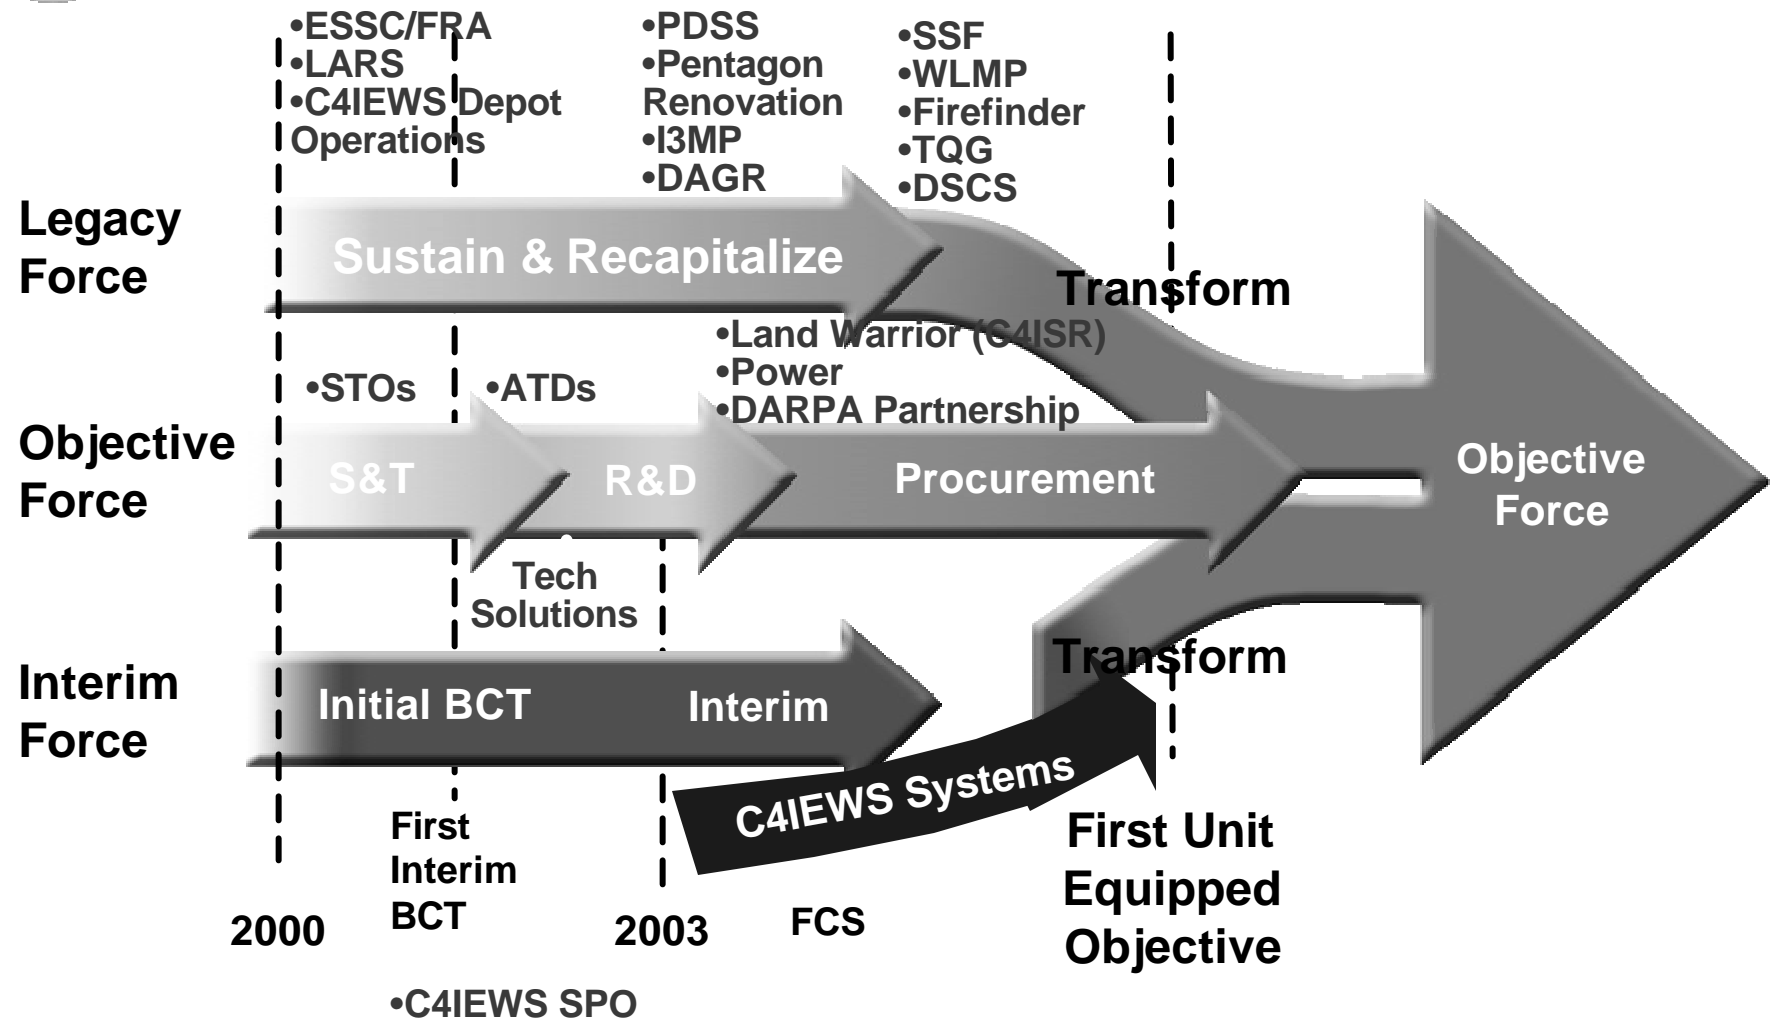 •ESSC/FRA
•LARS
•C4IEWS Depot
Operations
•PDSS
•Pentagon
Renovation
•I3MP
•DAGR
•SSF
•WLMP
•Firefinder
•TQG
•DSCS
Legacy
Force
Sustain & Recapitalize
Transform
•Land Warrior (C4ISR)
•Power
•DARPA Partnership
•STOs
•ATDs
Objective
Force
S&T
R&D
Procurement
Objective
Force
Tech
Solutions
Interim
Force
Initial BCT
Interim
Transform
C4IEWS Systems
First
Interim
BCT
First Unit
Equipped
Objective
2000
2003
FCS
•C4IEWS SPO